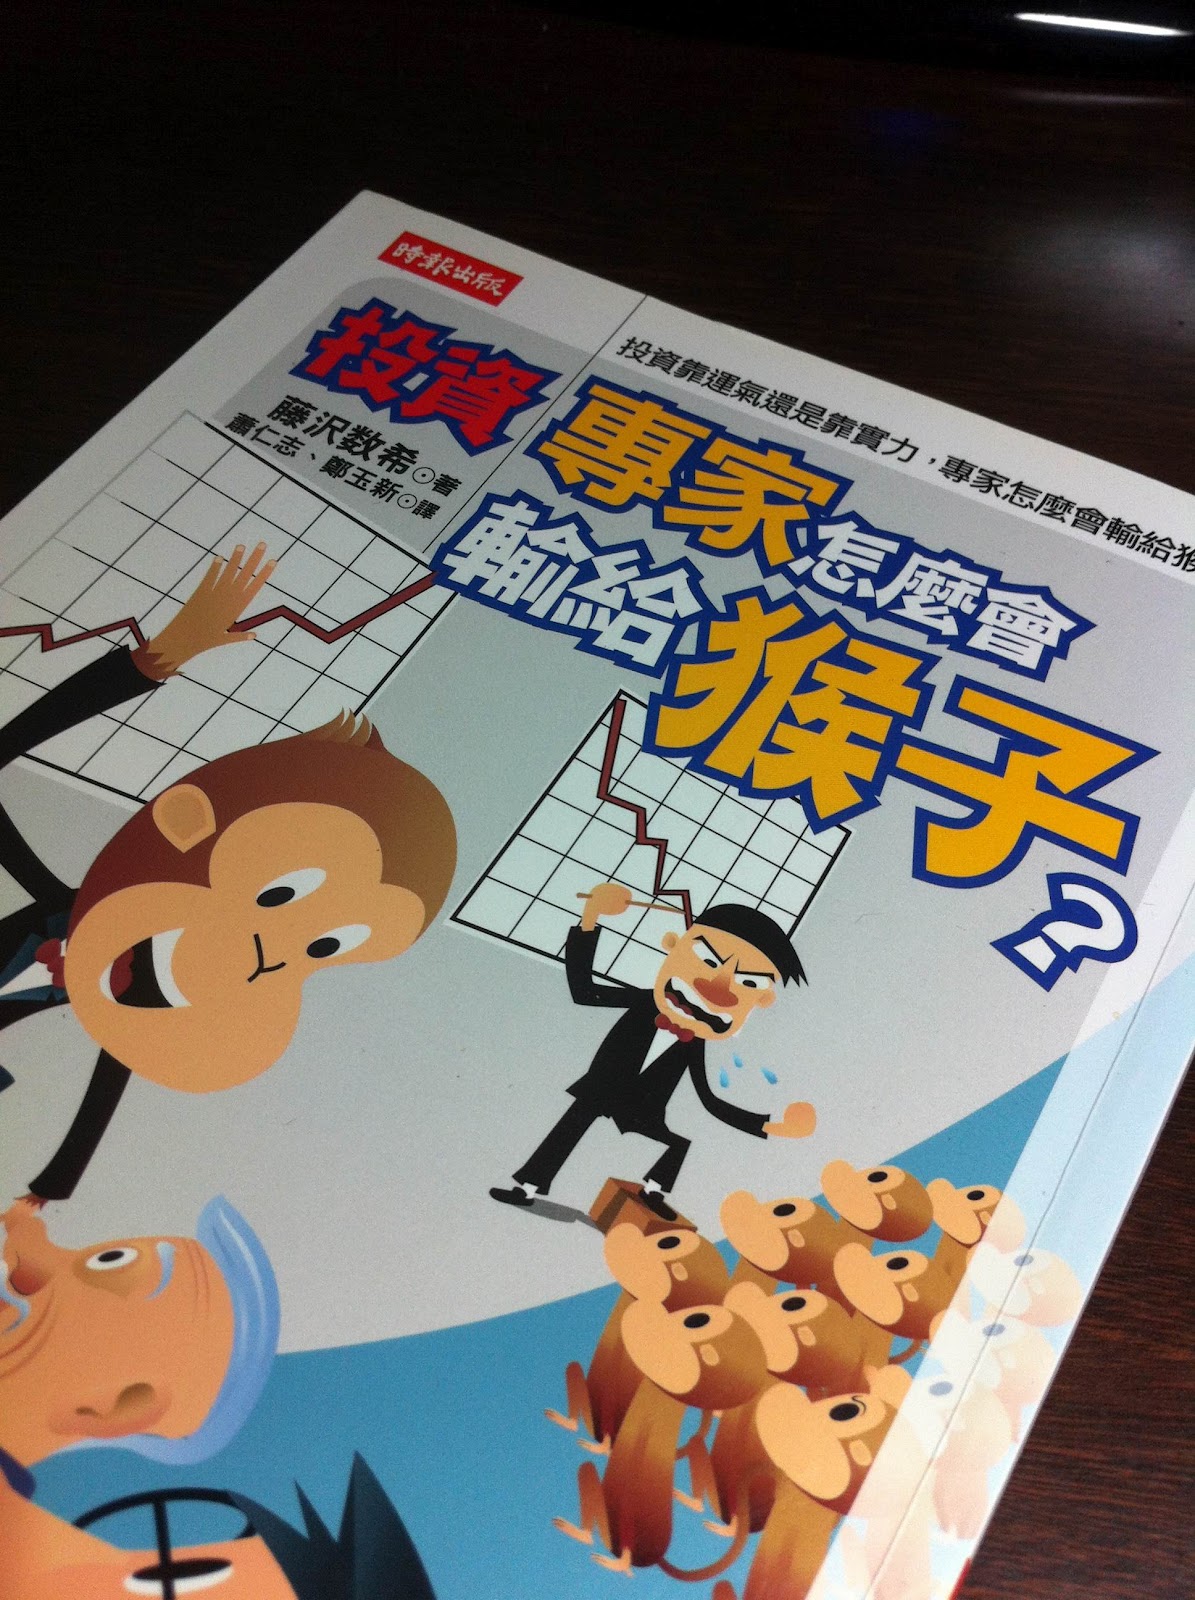 時報出版
投資靠運氣還是靠實力，專家怎麼會輸給猴
投資
專家怎麼會
輸給猴子?
藤沢数希⊙著
蕭仁志、鄭玉新⊙譯